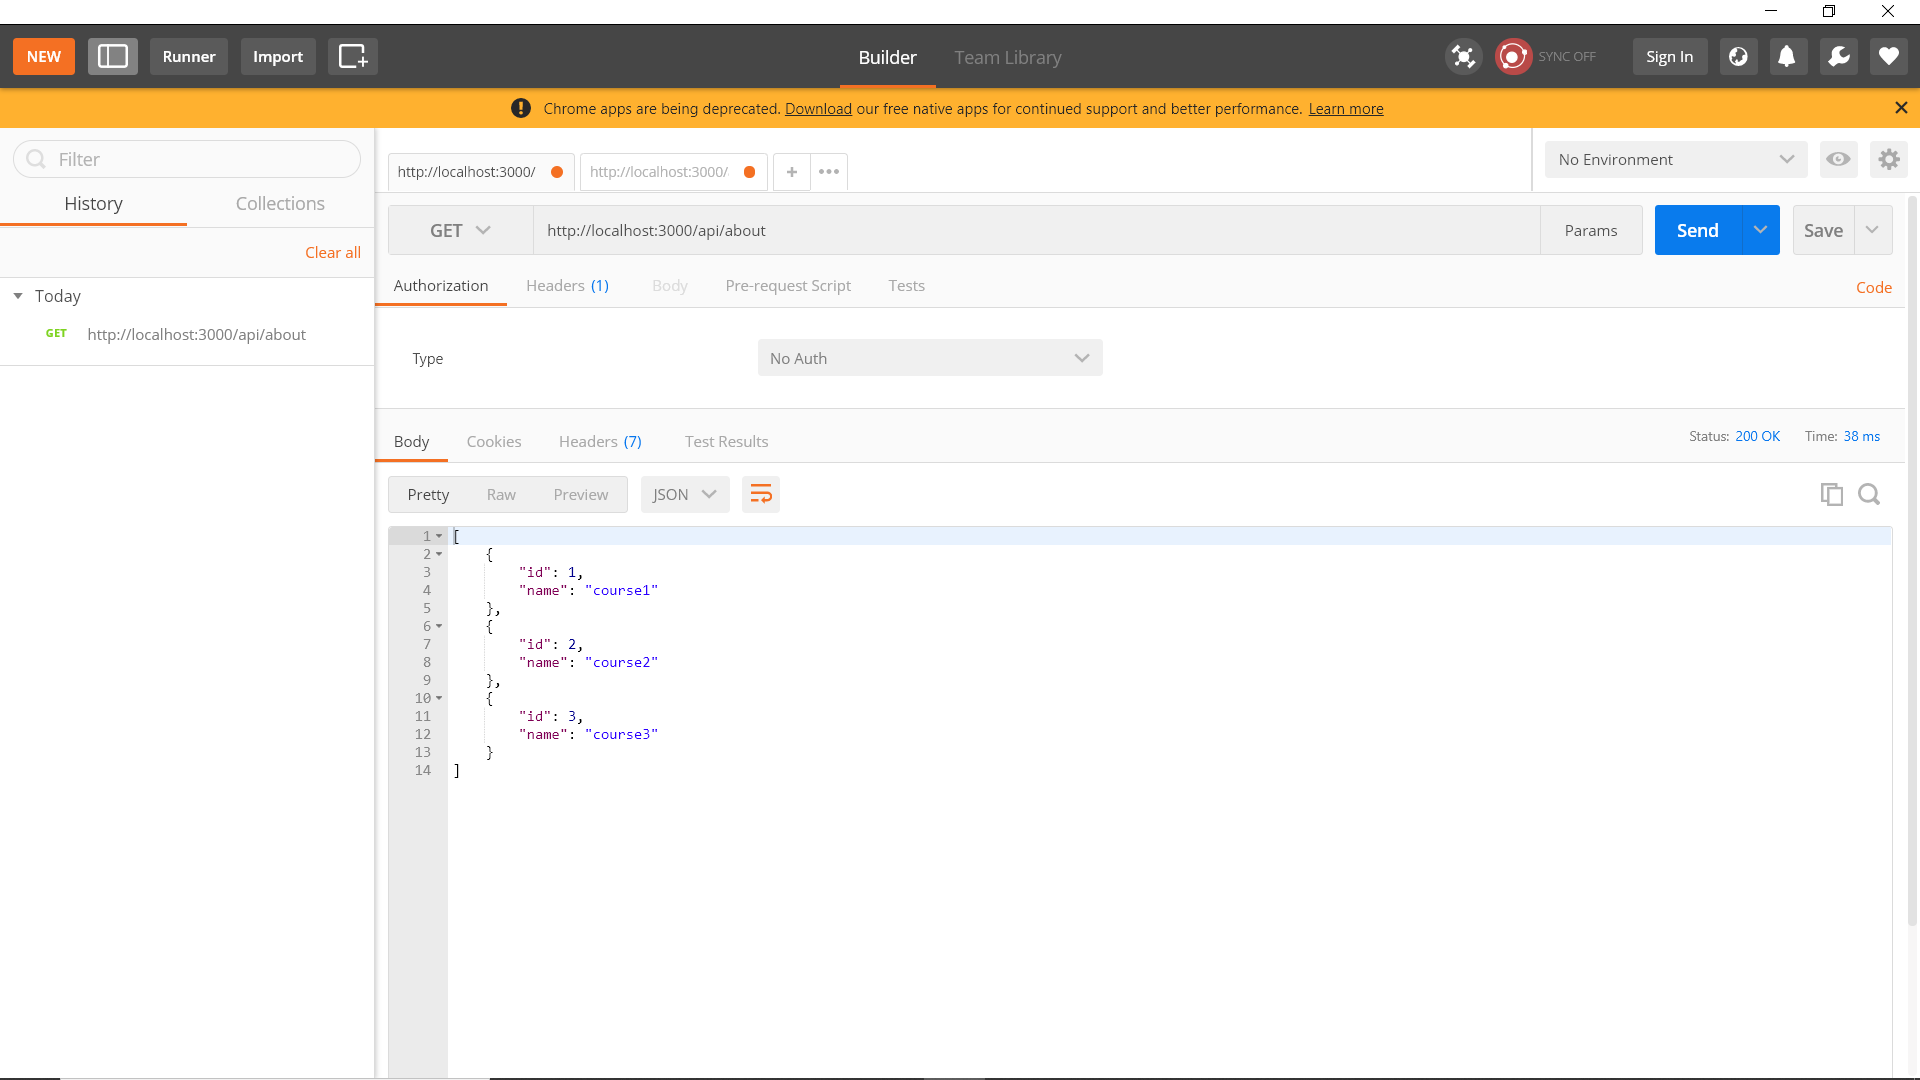 NEW Runner Import Builder Team Library SYNC OFF Sign In
Chrome apps are being deprecated. Download our free native apps for continued support and better performance. Learn more
Filter
http://localhost:3000/ http://localhost:3000/ No Environment
History Collections
GET http://localhost:3000/api/about Params Send Save
Clear all
Authorization Headers (1) Body Pre-request Script Tests Code
Today
GET http://localhost:3000/api/about
Type No Auth
Body Cookies Headers (7) Test Results Status: 200 OK Time: 38 ms
Pretty Raw Preview JSON
1 [
2 {
3 "id": 1,
4 "name": "course1"
5 },
6 {
7 "id": 2,
8 "name": "course2"
9 },
10 {
11 "id": 3,
12 "name": "course3"
13 }
14 ]